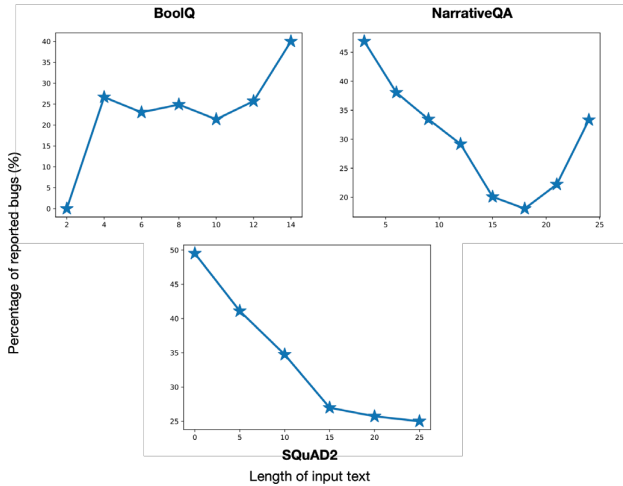 BoolQ
NarrativeQA
Percentage of reported bugs (%)
40
35
30
25
20
15
10
5
0
2 4 6 8 10 12 14
45
40
35
30
25
20
5 10 15 20 25
50
45
40
35
30
25
0 5 10 15 20 25
SQuAD2
Length of input text